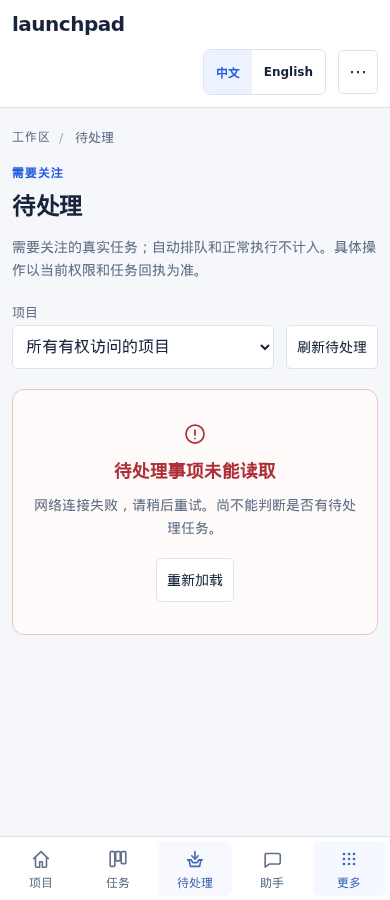 launchpad
中文 English ...
工作区 / 待处理
需要关注
待处理
需要关注的真实任务；自动排队和正常执行不计入。具体操
作以当前权限和任务回执为准。
项目
所有有权访问的项目 刷新待处理
待处理事项未能读取
网络连接失败，请稍后重试。尚不能判断是否有待处
理任务。
重新加载
项目 任务 待处理 助手 更多